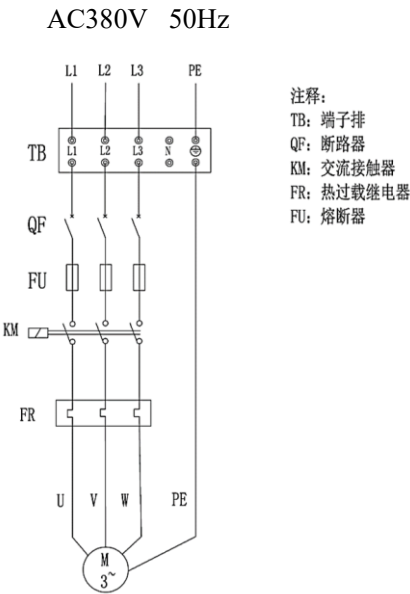 AC380V 50Hz
L1 L2 L3 PE
注释:
TB: 端子排
QF: 断路器
KM: 交流接触器
FR: 热过载继电器
FU: 熔断器
TB L1 L2 L3 N
QF
FU
KM
FR
U V W PE
M
3~